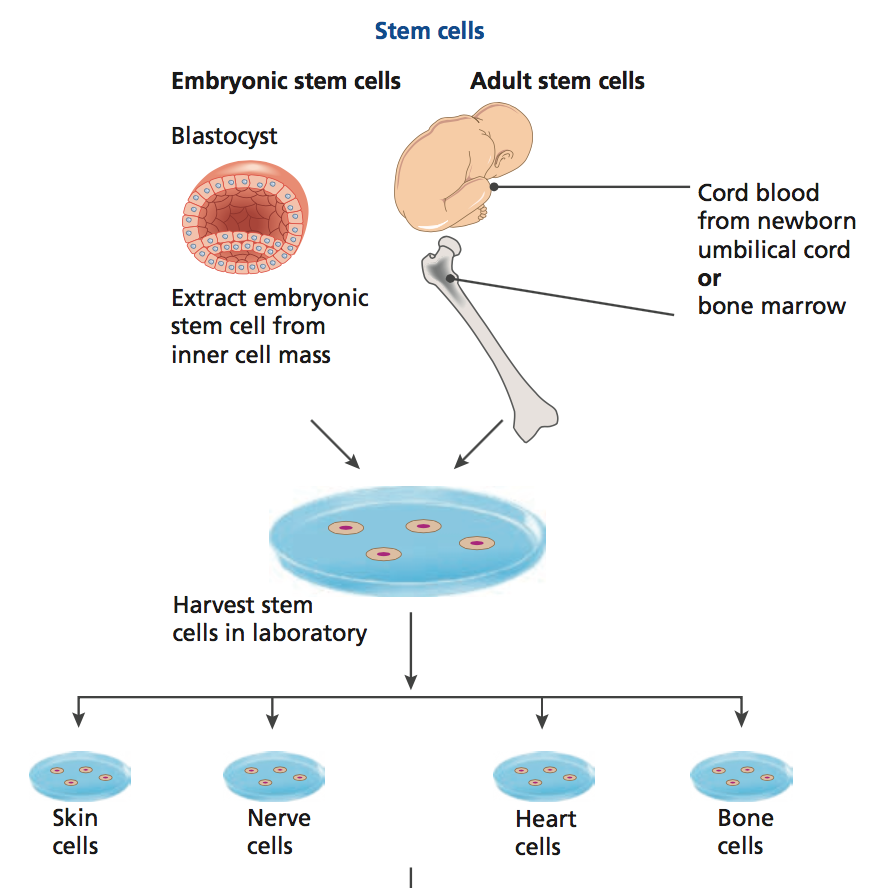 Stem cells
Embryonic stem cells
Adult stem cells
Blastocyst
Cord blood
from newborn
umbilical cord
or
bone marrow
Extract embryonic
stem cell from
inner cell mass
Harvest stem
cells in laboratory
Skin
cells
Nerve
cells
Heart
cells
Bone
cells